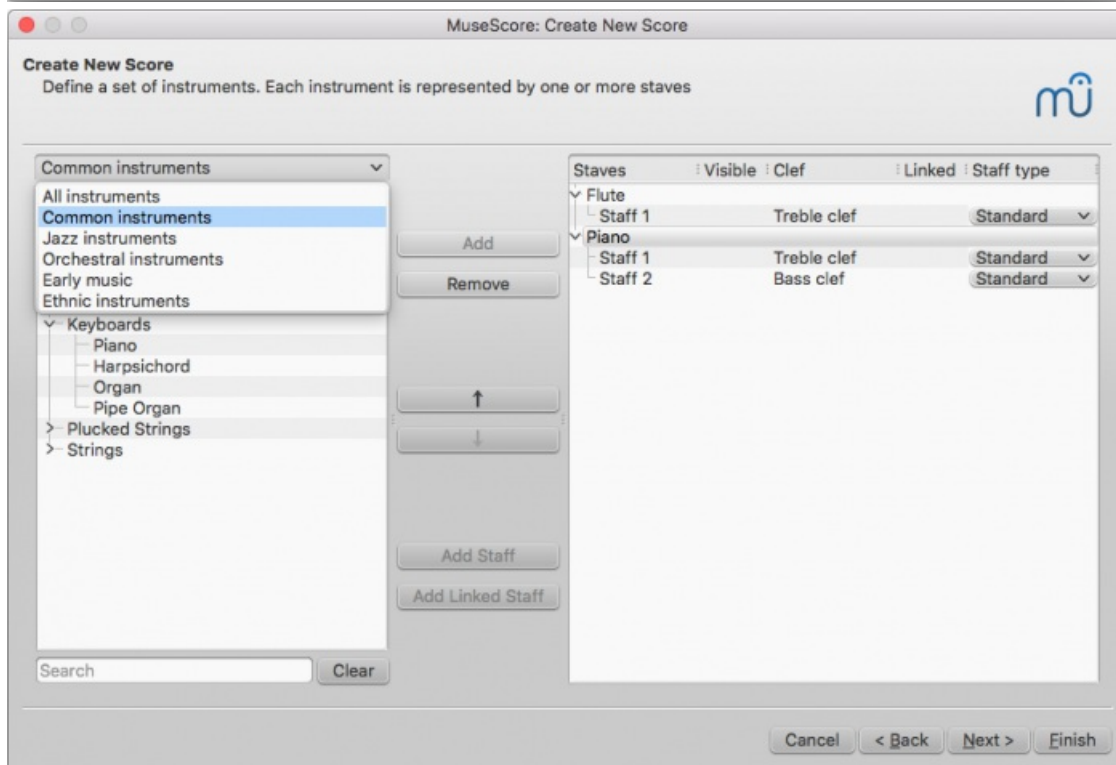 MuseScore: Create New Score
Create New Score
Define a set of instruments. Each instrument is represented by one or more staves
mu
Common instruments
All instruments
Common instruments
Jazz instruments
Orchestral instruments
Early music
Ethnic instruments
Keyboards
Piano
Harpsichord
Organ
Pipe Organ
Plucked Strings
Strings
Search
Clear
Add
Remove
↑
↓
Add Staff
Add Linked Staff
Staves Visible Clef Linked Staff type
Flute
Staff 1 Treble clef Standard
Piano
Staff 1 Treble clef Standard
Staff 2 Bass clef Standard
Cancel < Back Next > Finish